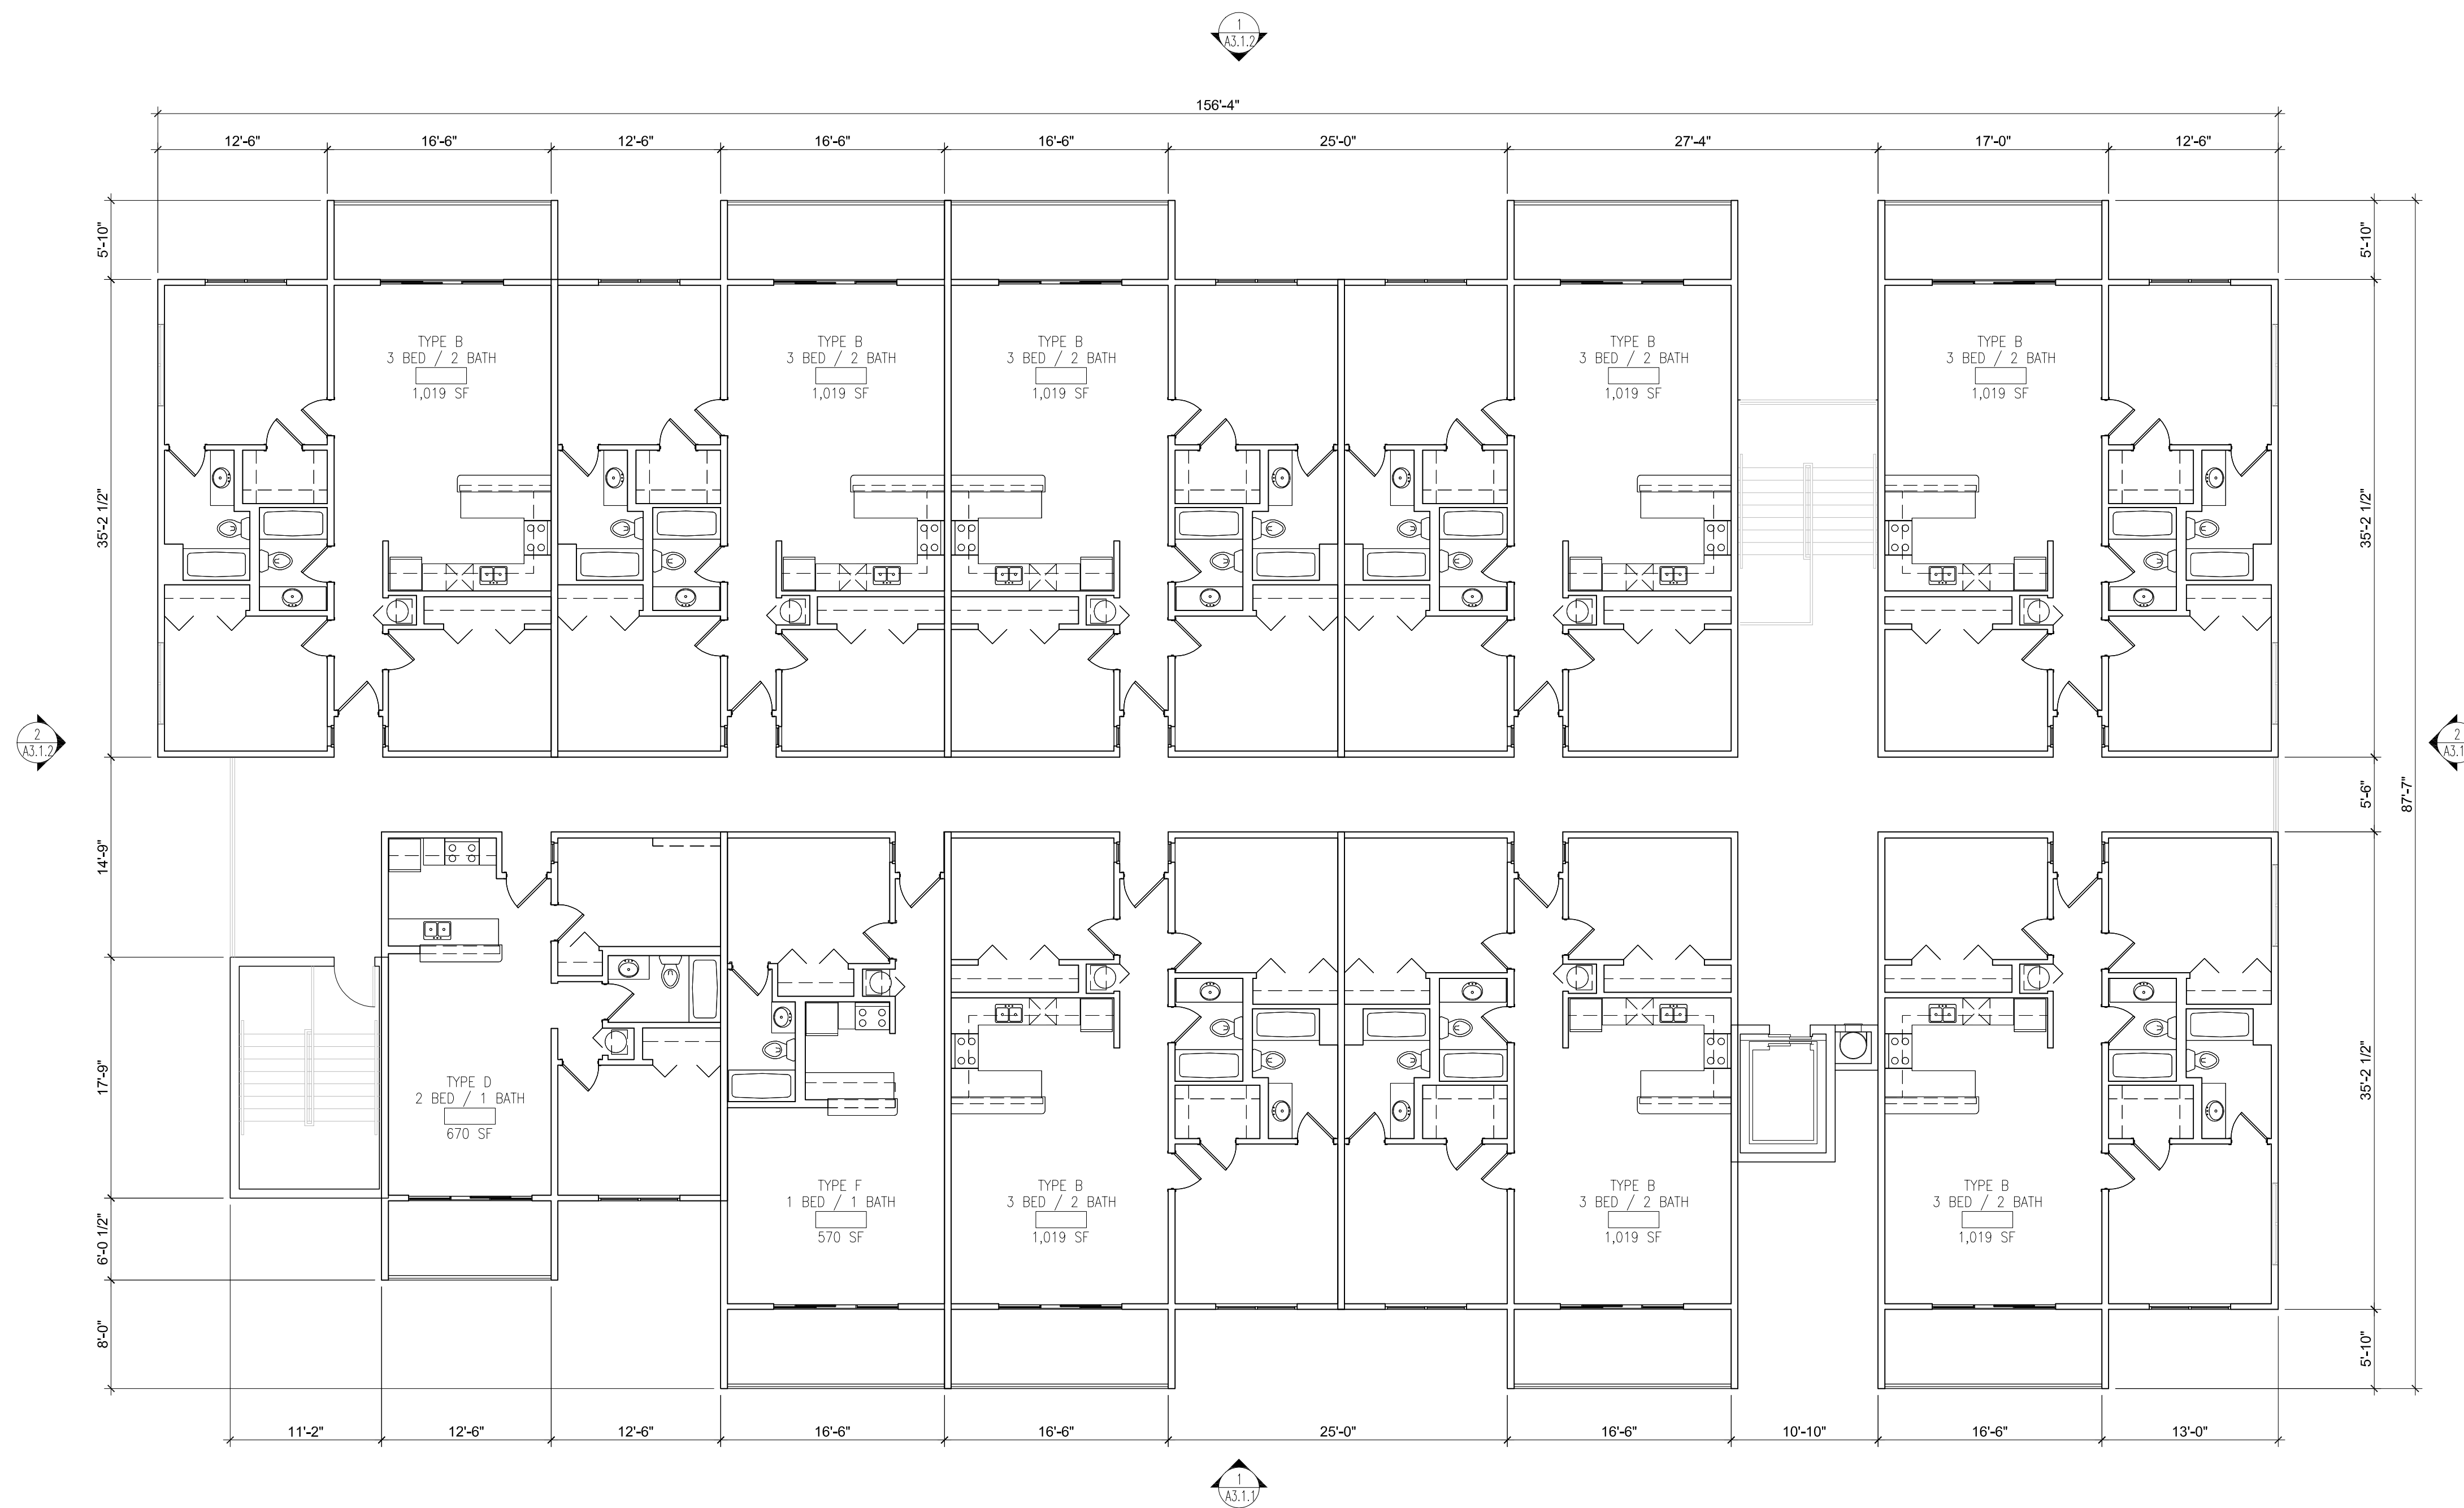 1
A3.1.2
156'-4"
12'-6"
16'-6"
12'-6"
16'-6"
16'-6"
25'-0"
27'-4"
17'-0"
12'-6"
5'-10"
5'-10"
TYPE B
3 BED / 2 BATH
1,019 SF
TYPE B
3 BED / 2 BATH
1,019 SF
TYPE B
3 BED / 2 BATH
1,019 SF
TYPE B
3 BED / 2 BATH
1,019 SF
TYPE B
3 BED / 2 BATH
1,019 SF
35'-2 1/2"
35'-2 1/2"
2
A3.1.2
2
A3.1
5'-6"
87'-7"
14'-9"
17'-9"
TYPE D
2 BED / 1 BATH
670 SF
35'-2 1/2"
TYPE F
1 BED / 1 BATH
570 SF
TYPE B
3 BED / 2 BATH
1,019 SF
TYPE B
3 BED / 2 BATH
1,019 SF
TYPE B
3 BED / 2 BATH
1,019 SF
6'-0 1/2"
8'-0"
5'-10"
11'-2"
12'-6"
12'-6"
16'-6"
16'-6"
25'-0"
16'-6"
10'-10"
16'-6"
13'-0"
1
A3.1.1